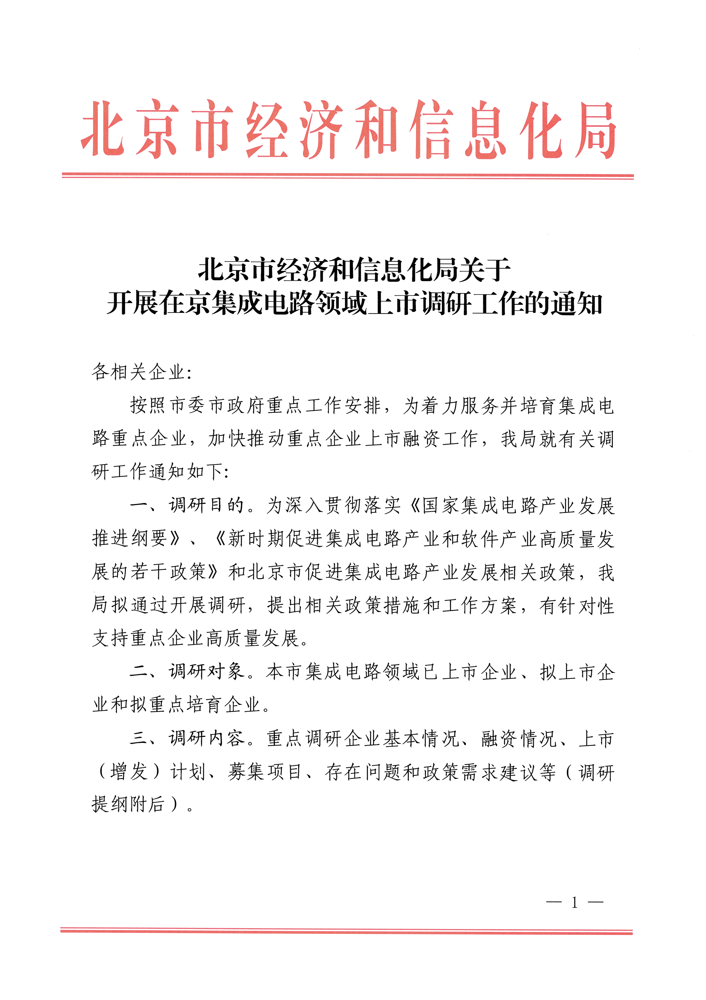 北京市经济和信息化局
北京市经济和信息化局关于
开展在京集成电路领域上市调研工作的通知
各相关企业：
按照市委市政府重点工作安排，为着力服务并培育集成电
路重点企业，加快推动重点企业上市融资工作，我局就有关调
研工作通知如下：
一、调研目的。为深入贯彻落实《国家集成电路产业发展
推进纲要》、《新时期促进集成电路产业和软件产业高质量发
展的若干政策》和北京市促进集成电路产业发展相关政策，我
局拟通过开展调研，提出相关政策措施和工作方案，有针对性
支持重点企业高质量发展。
二、调研对象。本市集成电路领域已上市企业、拟上市企
业和拟重点培育企业。
三、调研内容。重点调研企业基本情况、融资情况、上市
（增发）计划、募集项目、存在问题和政策需求建议等（调研
提纲附后）。
— 1 —